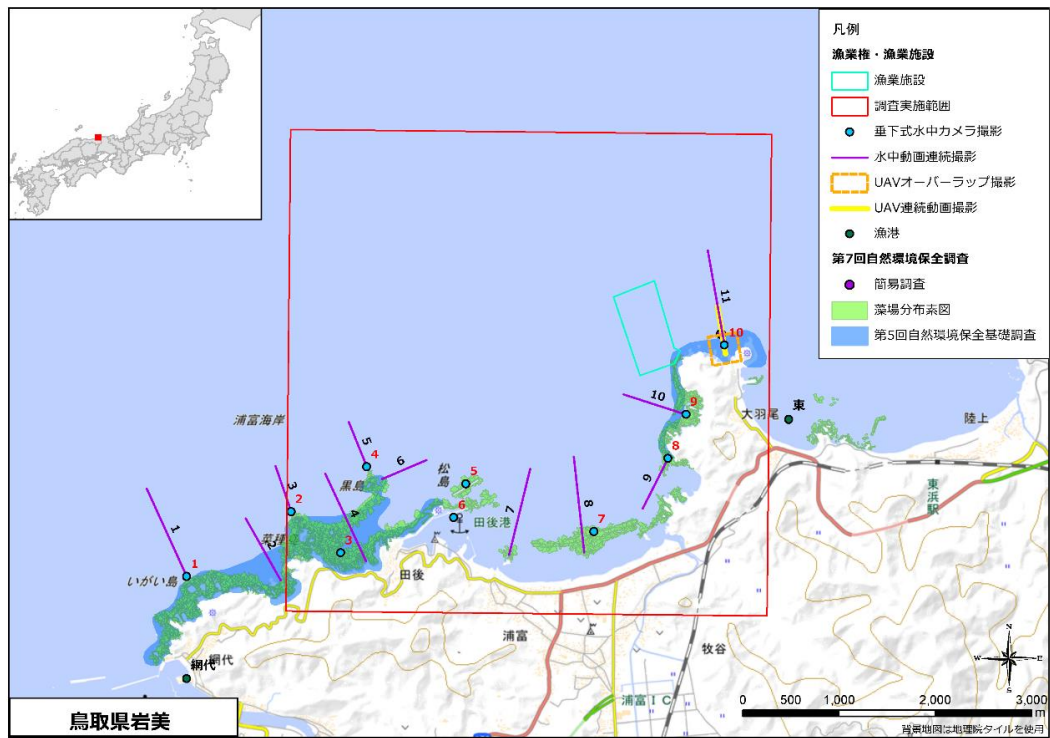 凡例
漁業権・漁業施設
漁業施設
調査実施範囲
垂下式水中カメラ撮影
水中動画連続撮影
UAVオーバーラップ撮影
UAV連続動画撮影
漁港
第7回自然環境保全調査
簡易調査
藻場分布素図
第5回自然環境保全基礎調査
11
10
浦富海岸
10
9
大羽尾
東
陸上
5
4
6
黒島
松島
5
8
9
東浜駅
3
2
4
6
田後港
7
8
7
1
2
3
1
いがい島
田後
浦富
牧谷
網代
網代
浦富IC
N
W
E
S
0 500 1,000 2,000 3,000
m
鳥取県岩美
背景地図は地理院タイルを使用